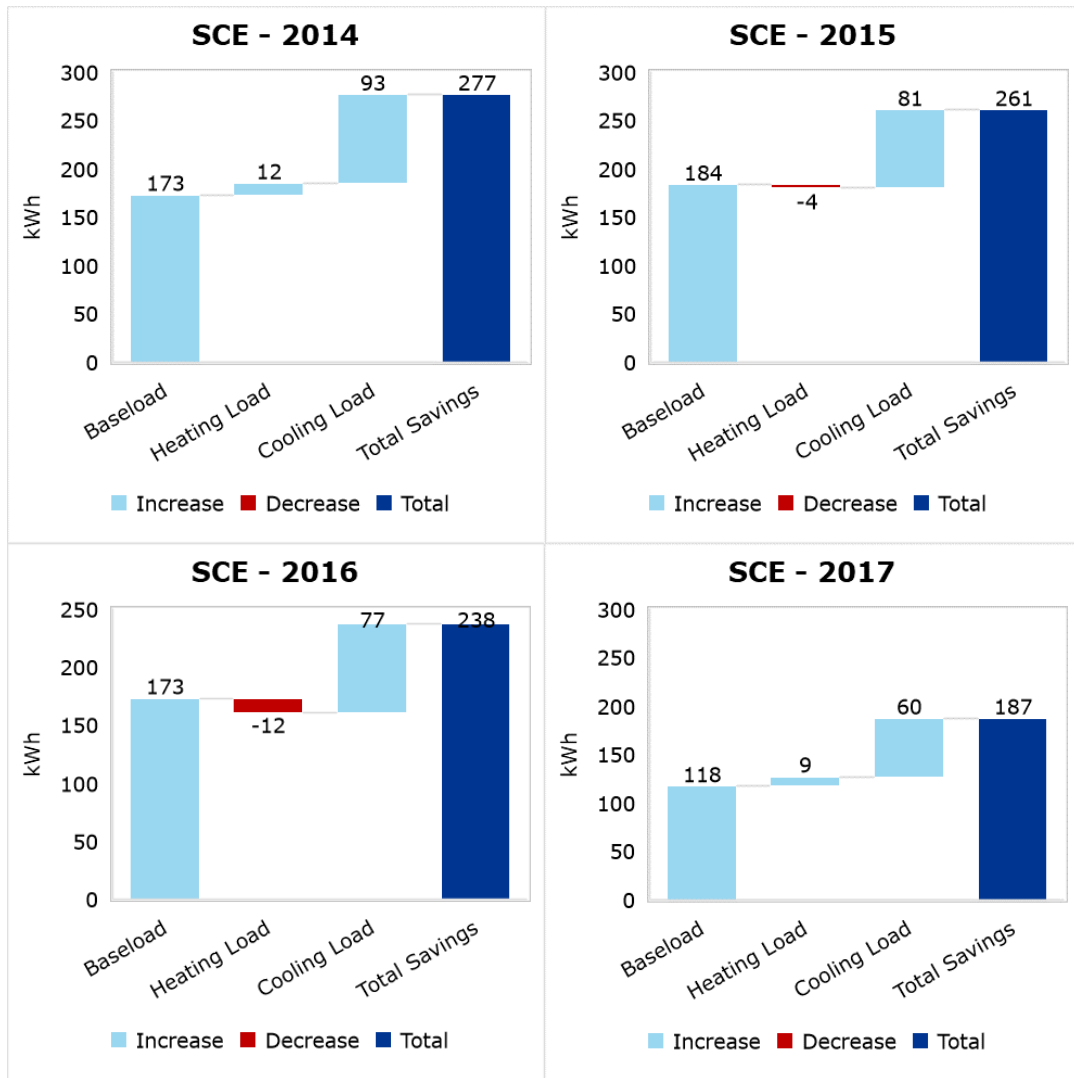 SCE - 2014
300
250
200
150
100
50
0
kWh
173
12
93
277
Baseload
Heating Load
Cooling Load
Total Savings
Increase Decrease Total
SCE - 2015
300
250
200
150
100
50
0
kWh
184
-4
81
261
Baseload
Heating Load
Cooling Load
Total Savings
Increase Decrease Total
SCE - 2016
250
200
150
100
50
0
kWh
173
-12
77
238
Baseload
Heating Load
Cooling Load
Total Savings
Increase Decrease Total
SCE - 2017
300
250
200
150
100
50
0
kWh
118
9
60
187
Baseload
Heating Load
Cooling Load
Total Savings
Increase Decrease Total